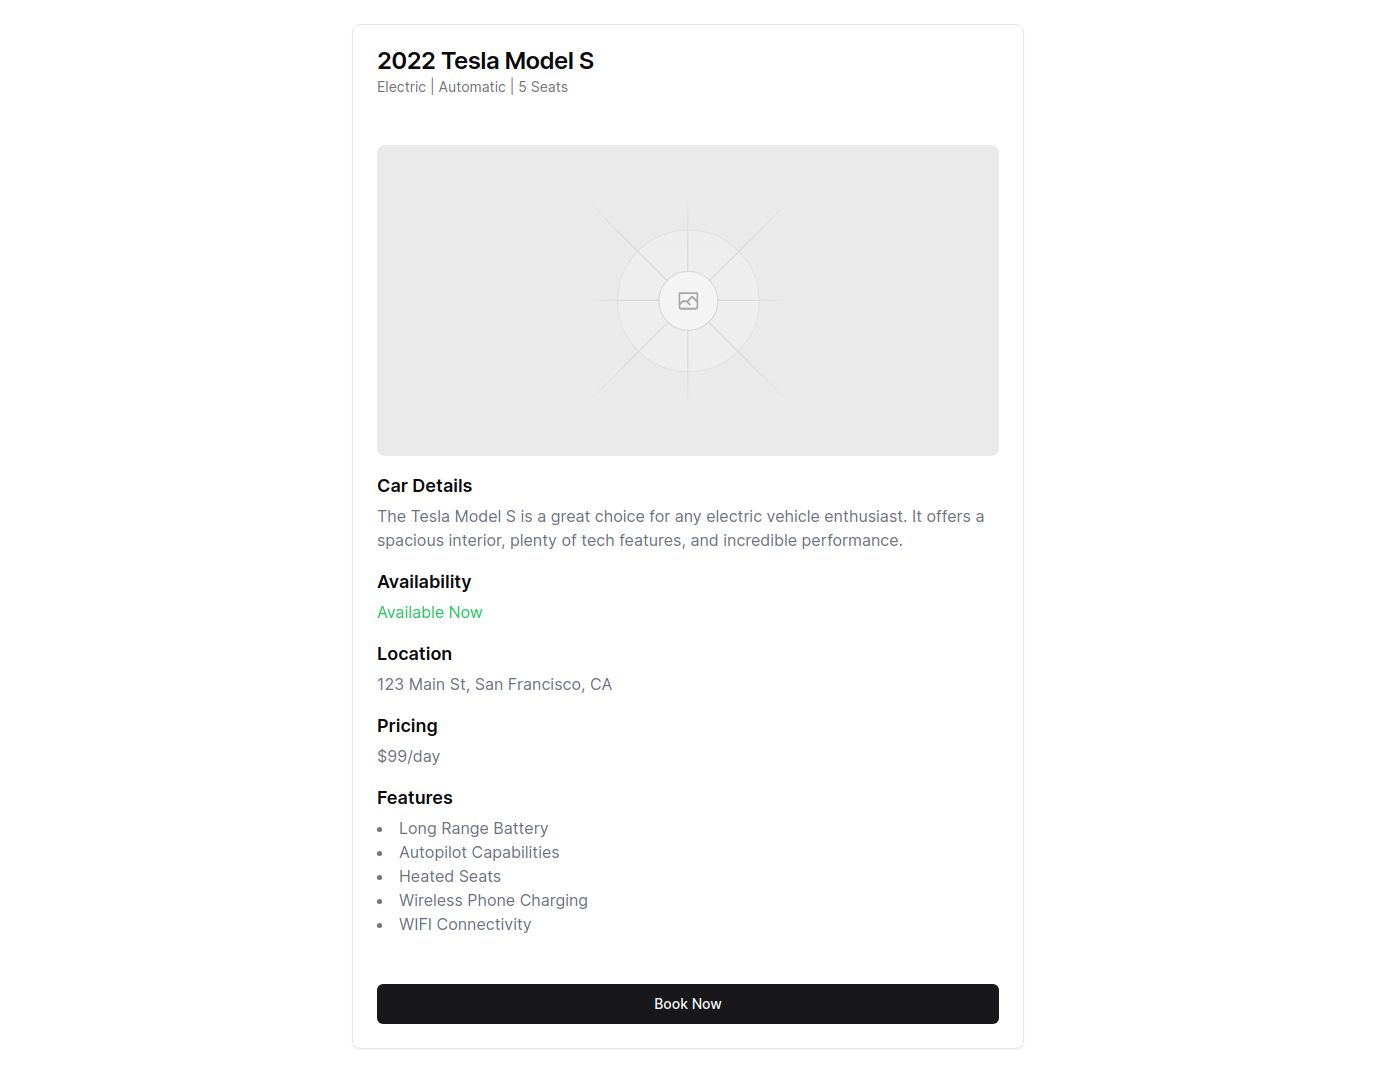 2022 Tesla Model S
Electric | Automatic | 5 Seats
Car Details
The Tesla Model S is a great choice for any electric vehicle enthusiast. It offers a
spacious interior, plenty of tech features, and incredible performance.
Availability
Available Now
Location
123 Main St, San Francisco, CA
Pricing
$99/day
Features
• Long Range Battery
• Autopilot Capabilities
• Heated Seats
• Wireless Phone Charging
• WIFI Connectivity
Book Now